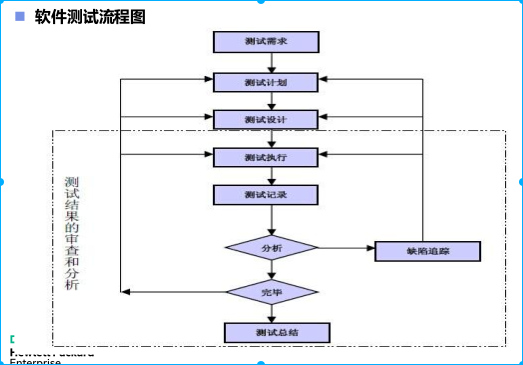 软件测试流程图
测试需求
测试计划
测试设计
测试执行
测试记录
分析
缺陷追踪
完毕
测试总结
测试结果的审查和分析
Hewlett Packard
Enterprise